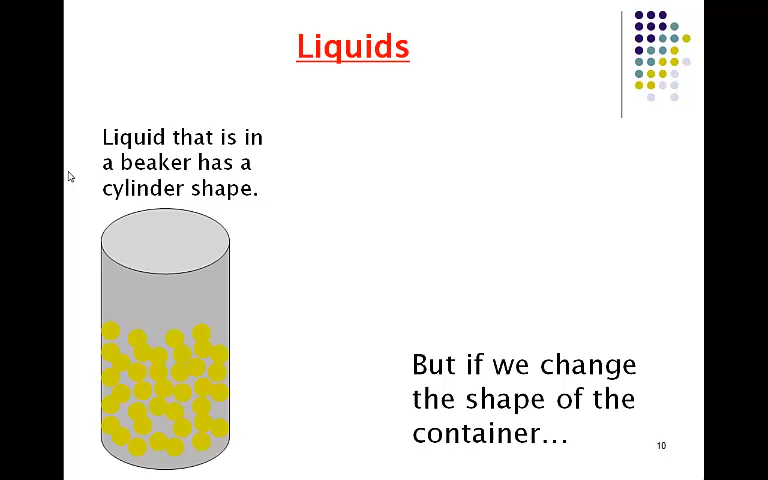 Liquids
Liquid that is in
a beaker has a
cylinder shape.
But if we change
the shape of the
container...
10